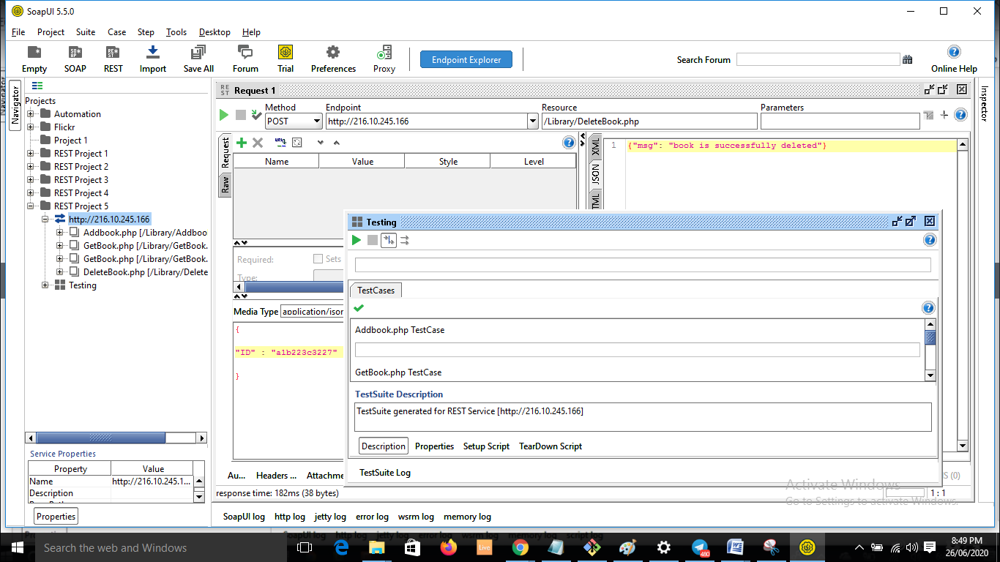 SoapUI 5.5.0
File Project Suite Case Step Tools Desktop Help
Empty SOAP REST Import Save All Forum Trial Preferences Proxy Endpoint Explorer Search Forum Online Help
Navigator
Inspector
Projects
Automation
Flickr
Project 1
REST Project 1
REST Project 2
REST Project 3
REST Project 4
REST Project 5
http://216.10.245.166
Addbook.php [/Library/Addboo
GetBook.php [/Library/GetBook.
GetBook.php [/Library/GetBook.
DeleteBook.php [/Library/Delete
Testing
Service Properties
Property Value
Name http://216.10.245.1...
Description
Properties
REST Request 1
Method Endpoint Resource Parameters
POST http://216.10.245.166 /Library/DeleteBook.php
Request
Raw
Name Value Style Level
Required: Sets
Type:
Media Type application/json
{
"ID" : "a1b223c3227"
}
XML
JSON
1 {"msg": "book is successfully deleted"}
Au... Headers ... Attachme
response time: 182ms (38 bytes)
1:1
Testing
TestCases
Addbook.php TestCase
GetBook.php TestCase
TestSuite Description
TestSuite generated for REST Service [http://216.10.245.166]
Description Properties Setup Script TearDown Script
TestSuite Log
Activate Windows
Go to Settings to activate Windows.
SoapUI log http log jetty log error log wsrm log memory log
Search the web and Windows
Live
480
8:49 PM
26/06/2020